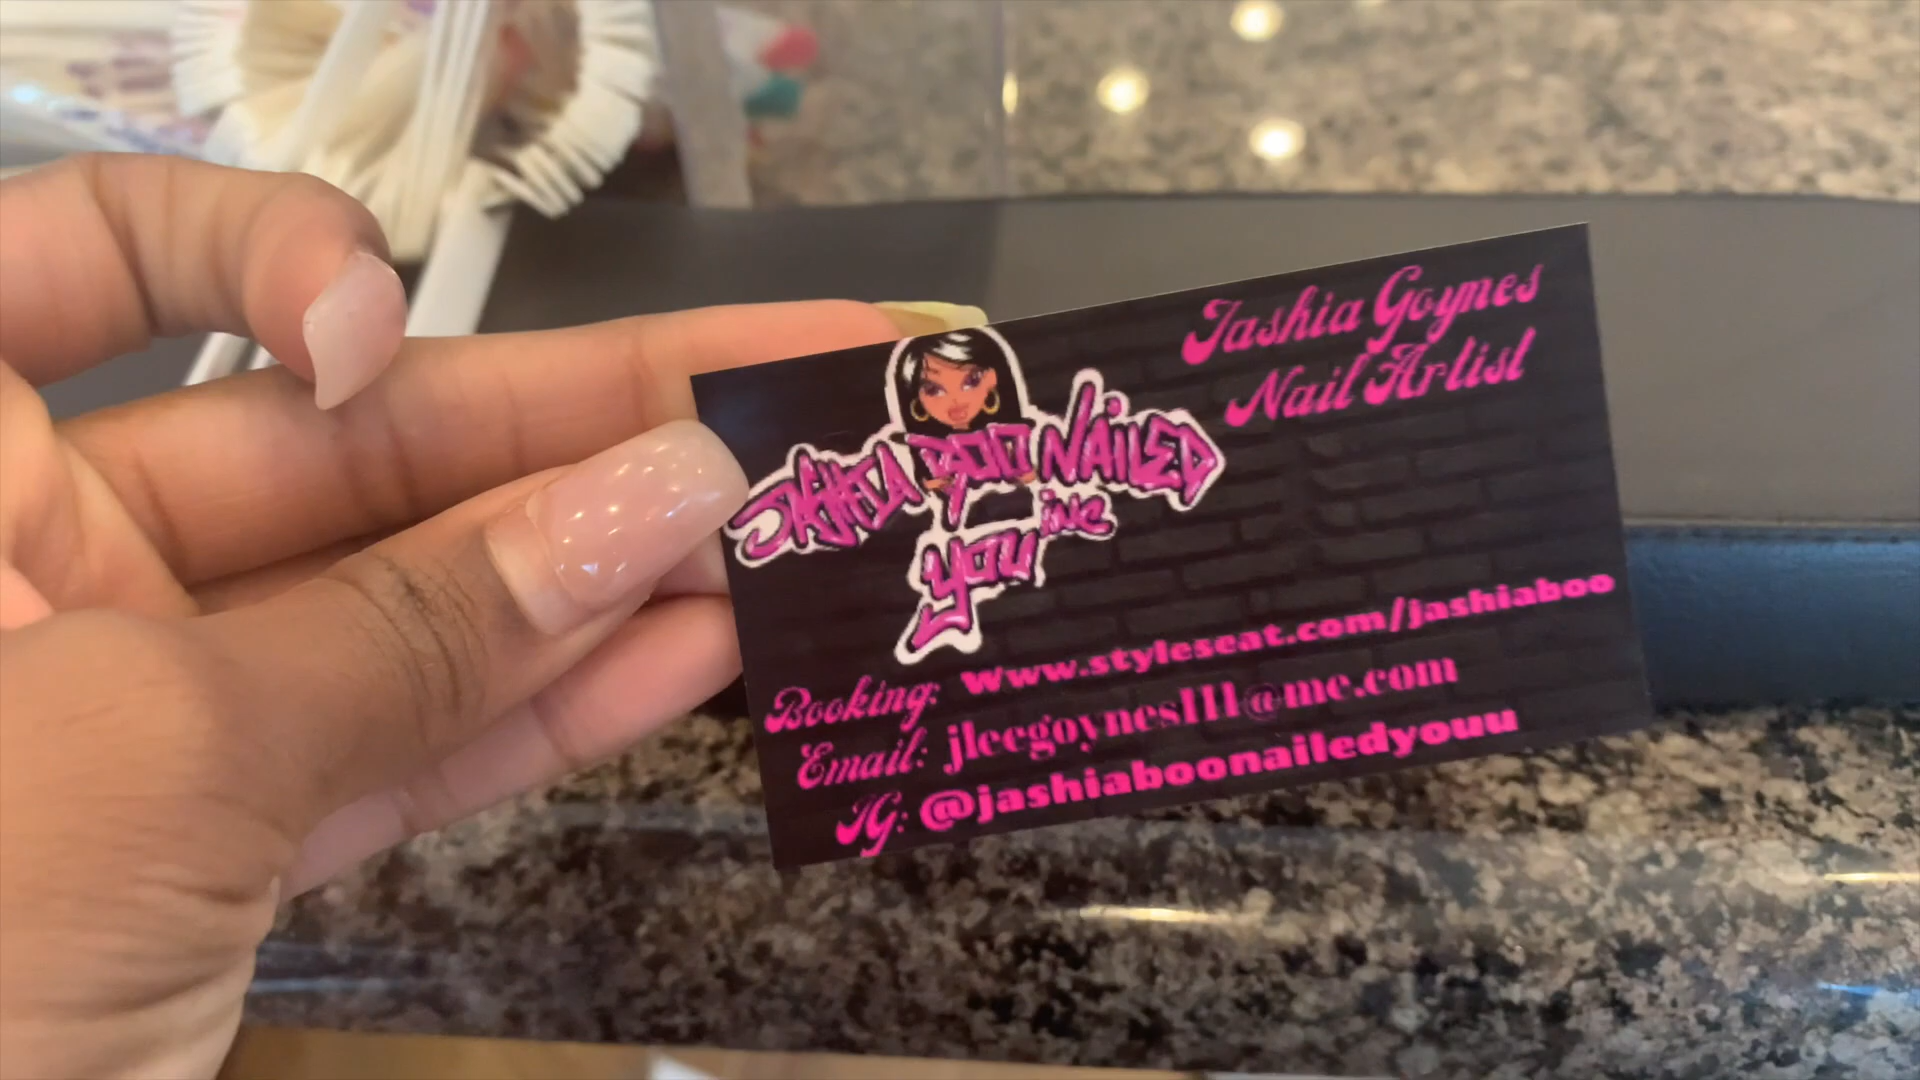 Jashia Goynes
Nail Artist
JASHIA BOO NAILED
YOU inc
Booking: Www.styleseat.com/jashiaboo
Email: jleegoynes111@me.com
IG: @jashiaboonailedyouu